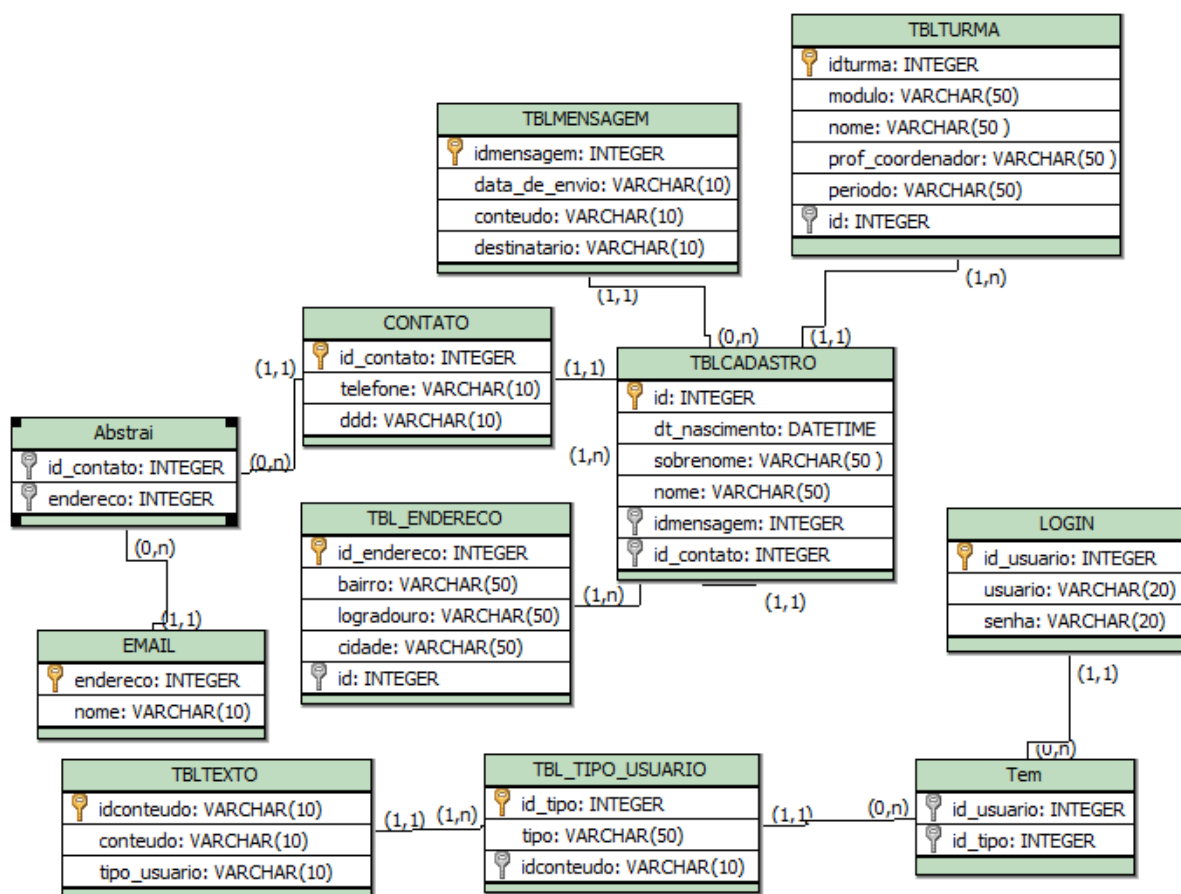 TBLTURMA
idturma: INTEGER
modulo: VARCHAR(50)
nome: VARCHAR(50 )
prof_coordenador: VARCHAR(50 )
periodo: VARCHAR(50)
id: INTEGER
(1,n)
(1,1)
TBLMENSAGEM
idmensagem: INTEGER
data_de_envio: VARCHAR(10)
conteudo: VARCHAR(10)
destinatario: VARCHAR(10)
(1,1)
(0,n)
CONTATO
id_contato: INTEGER
telefone: VARCHAR(10)
ddd: VARCHAR(10)
(1,1)
(1,1)
(1,n)
TBLCADASTRO
id: INTEGER
dt_nascimento: DATETIME
sobrenome: VARCHAR(50 )
nome: VARCHAR(50)
idmensagem: INTEGER
id_contato: INTEGER
(1,1)
Abstrai
id_contato: INTEGER
endereco: INTEGER
(0,n)
(0,n)
(1,1)
TBL_ENDERECO
id_endereco: INTEGER
bairro: VARCHAR(50)
logradouro: VARCHAR(50)
cidade: VARCHAR(50)
id: INTEGER
(1,n)
LOGIN
id_usuario: INTEGER
usuario: VARCHAR(20)
senha: VARCHAR(20)
(1,1)
(0,n)
EMAIL
endereco: INTEGER
nome: VARCHAR(10)
TBLTEXTO
idconteudo: VARCHAR(10)
conteudo: VARCHAR(10)
tipo_usuario: VARCHAR(10)
(1,1)
(1,n)
TBL_TIPO_USUARIO
id_tipo: INTEGER
tipo: VARCHAR(50)
idconteudo: VARCHAR(10)
(1,1)
(0,n)
Tem
id_usuario: INTEGER
id_tipo: INTEGER